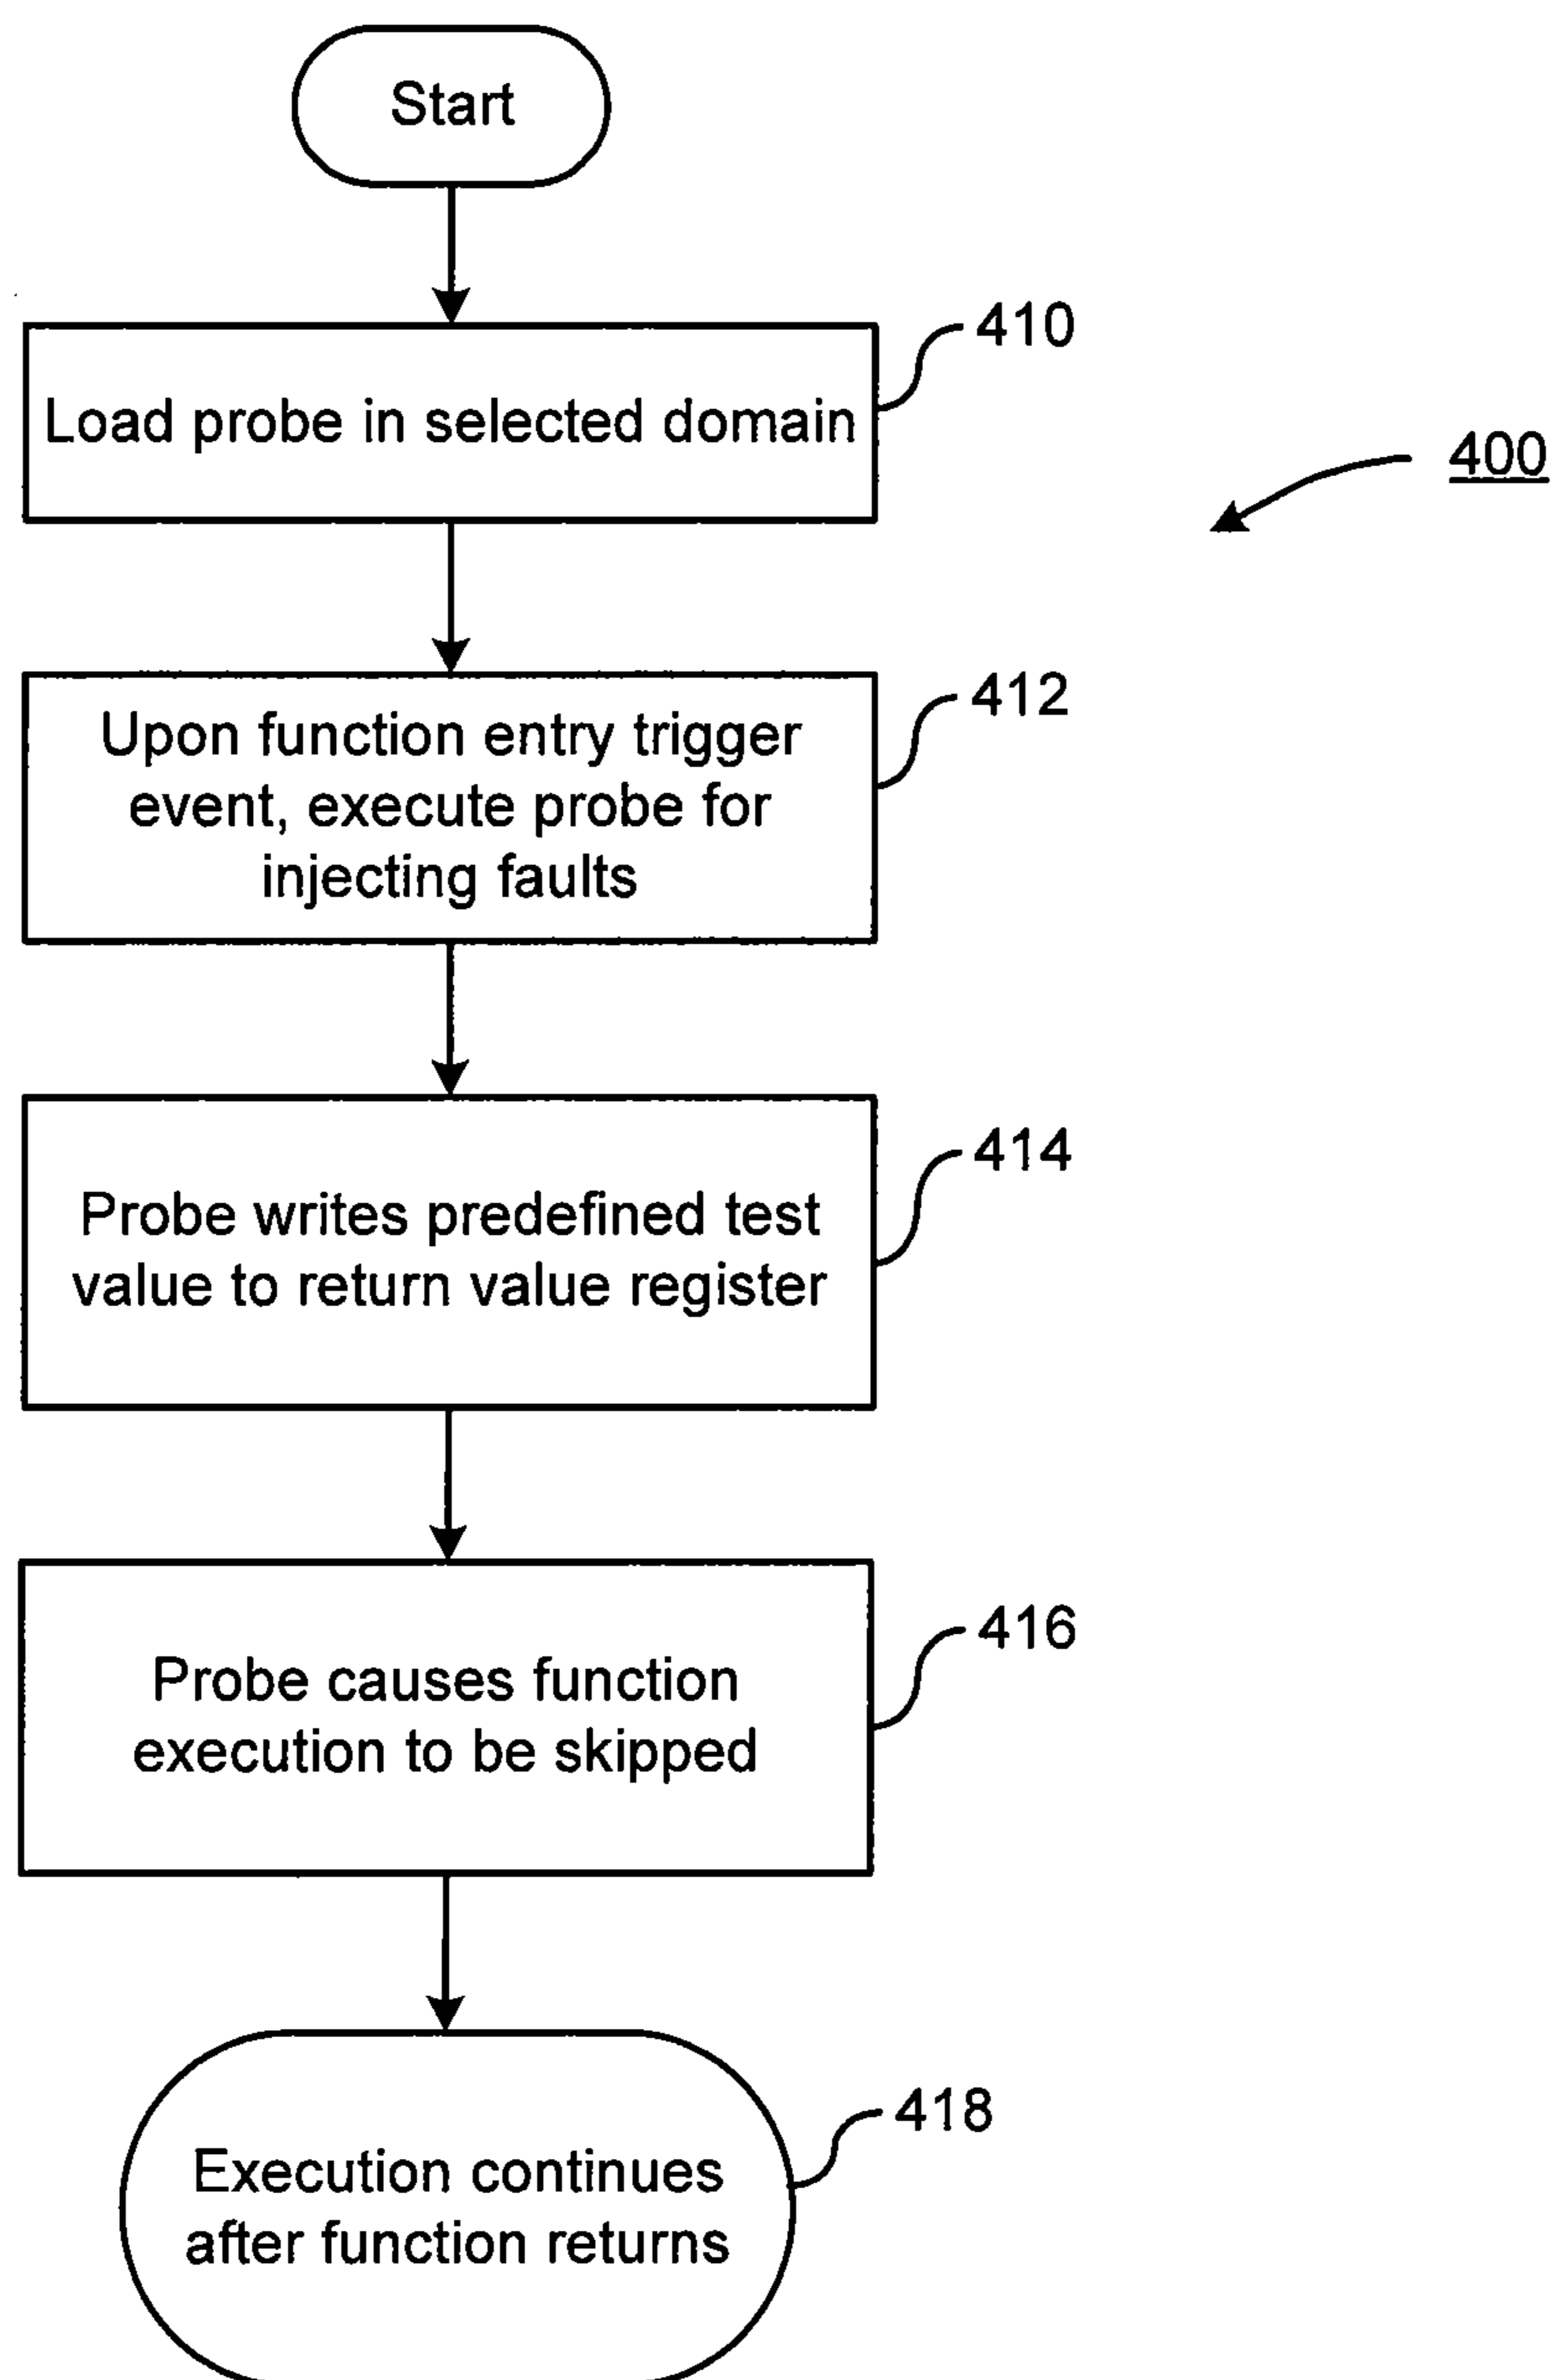 Start
410
Load probe in selected domain
400
412
Upon function entry trigger
event, execute probe for
injecting faults
414
Probe writes predefined test
value to return value register
416
Probe causes function
execution to be skipped
418
Execution continues
after function returns